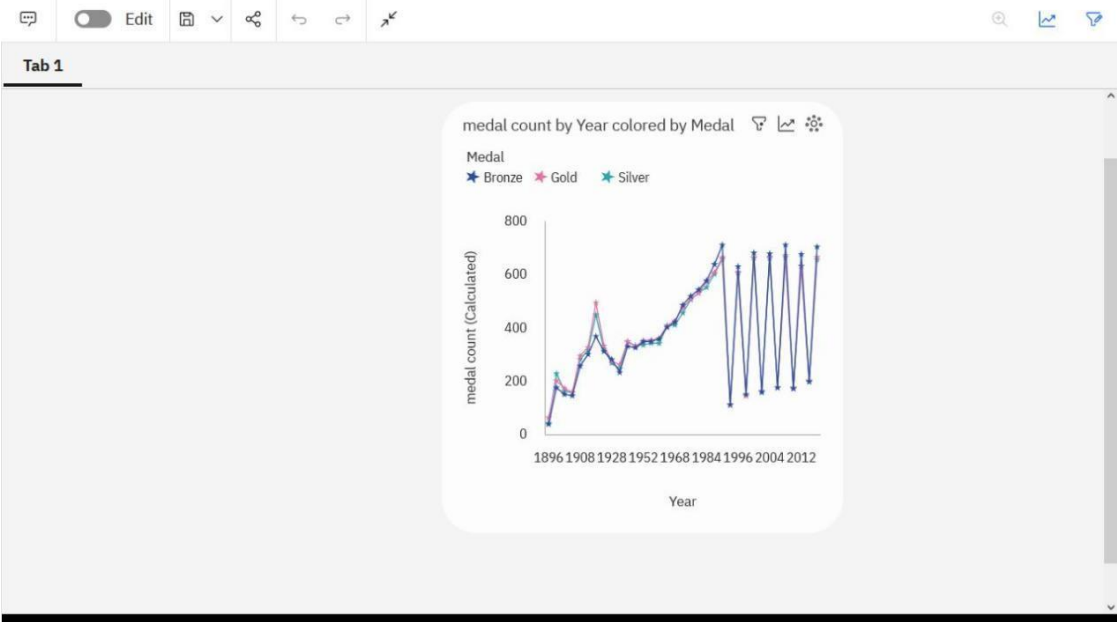 Edit
Tab 1
medal count by Year colored by Medal
Medal
Bronze Gold Silver
800
600
400
200
0
medal count (Calculated)
1896 1908 1928 1952 1968 1984 1996 2004 2012
Year